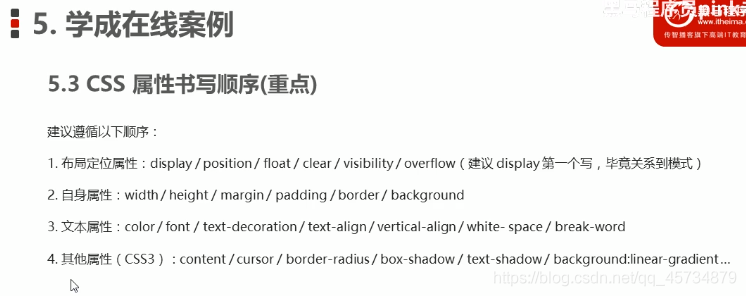 5. 学成在线案例
www.itheima.c
传智播客旗下高端IT教育
5.3 CSS 属性书写顺序(重点)
建议遵循以下顺序：
1. 布局定位属性：display / position / float / clear / visibility / overflow（建议 display 第一个写，毕竟关系到模式）
2. 自身属性：width / height / margin / padding / border / background
3. 文本属性：color / font / text-decoration / text-align / vertical-align / white- space / break-word
4. 其他属性（CSS3）：content / cursor / border-radius / box-shadow / text-shadow / background:linear-gradient...
https://blog.csdn.net/qq_45734879